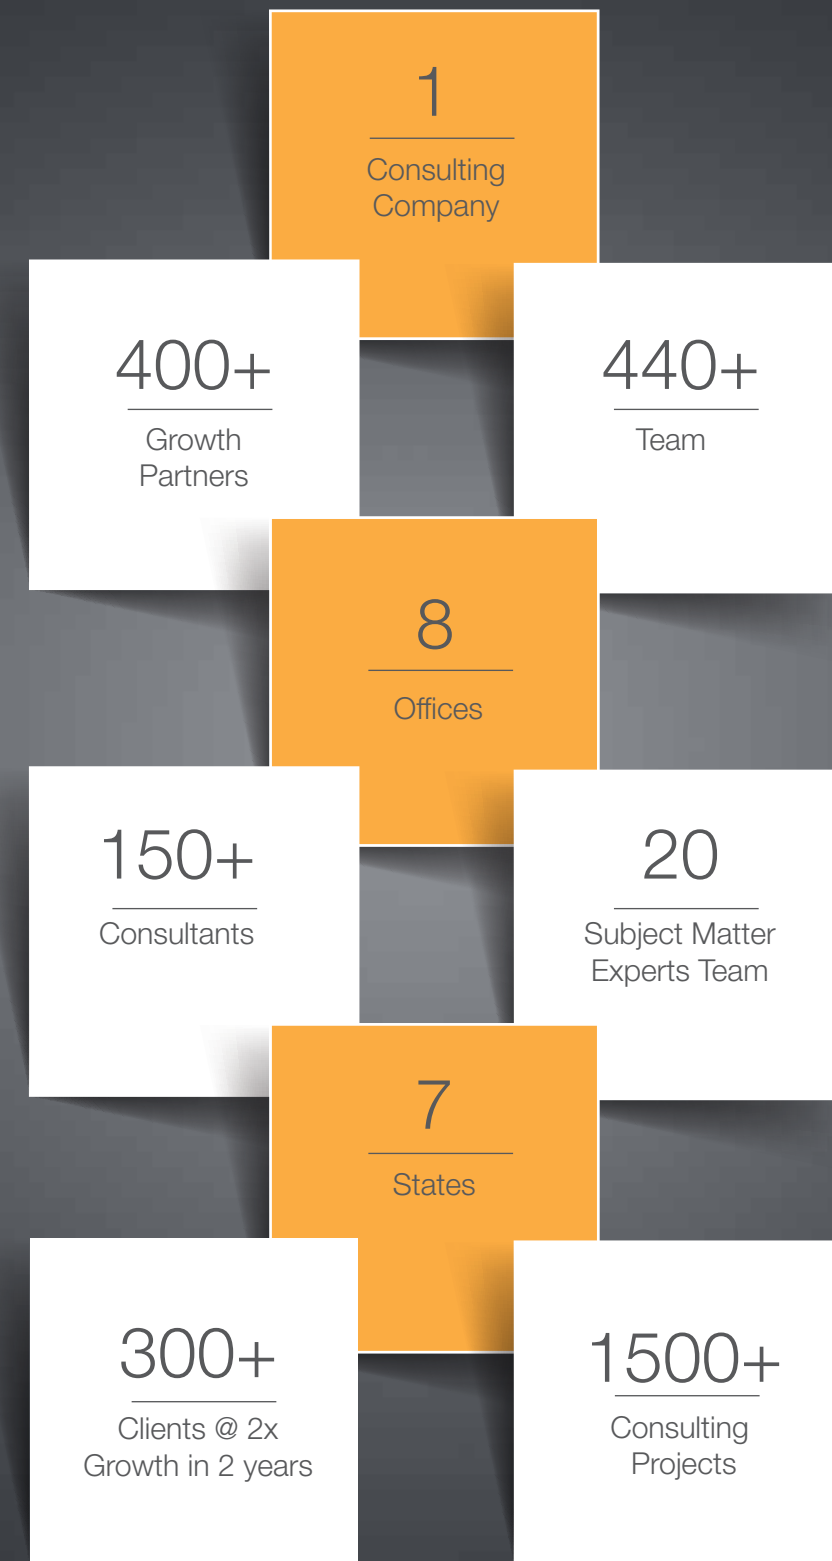 1
Consulting
Company
400+
Growth
Partners
440+
Team
8
Offices
150+
Consultants
20
Subject Matter
Experts Team
7
States
300+
Clients @ 2x
Growth in 2 years
1500+
Consulting
Projects